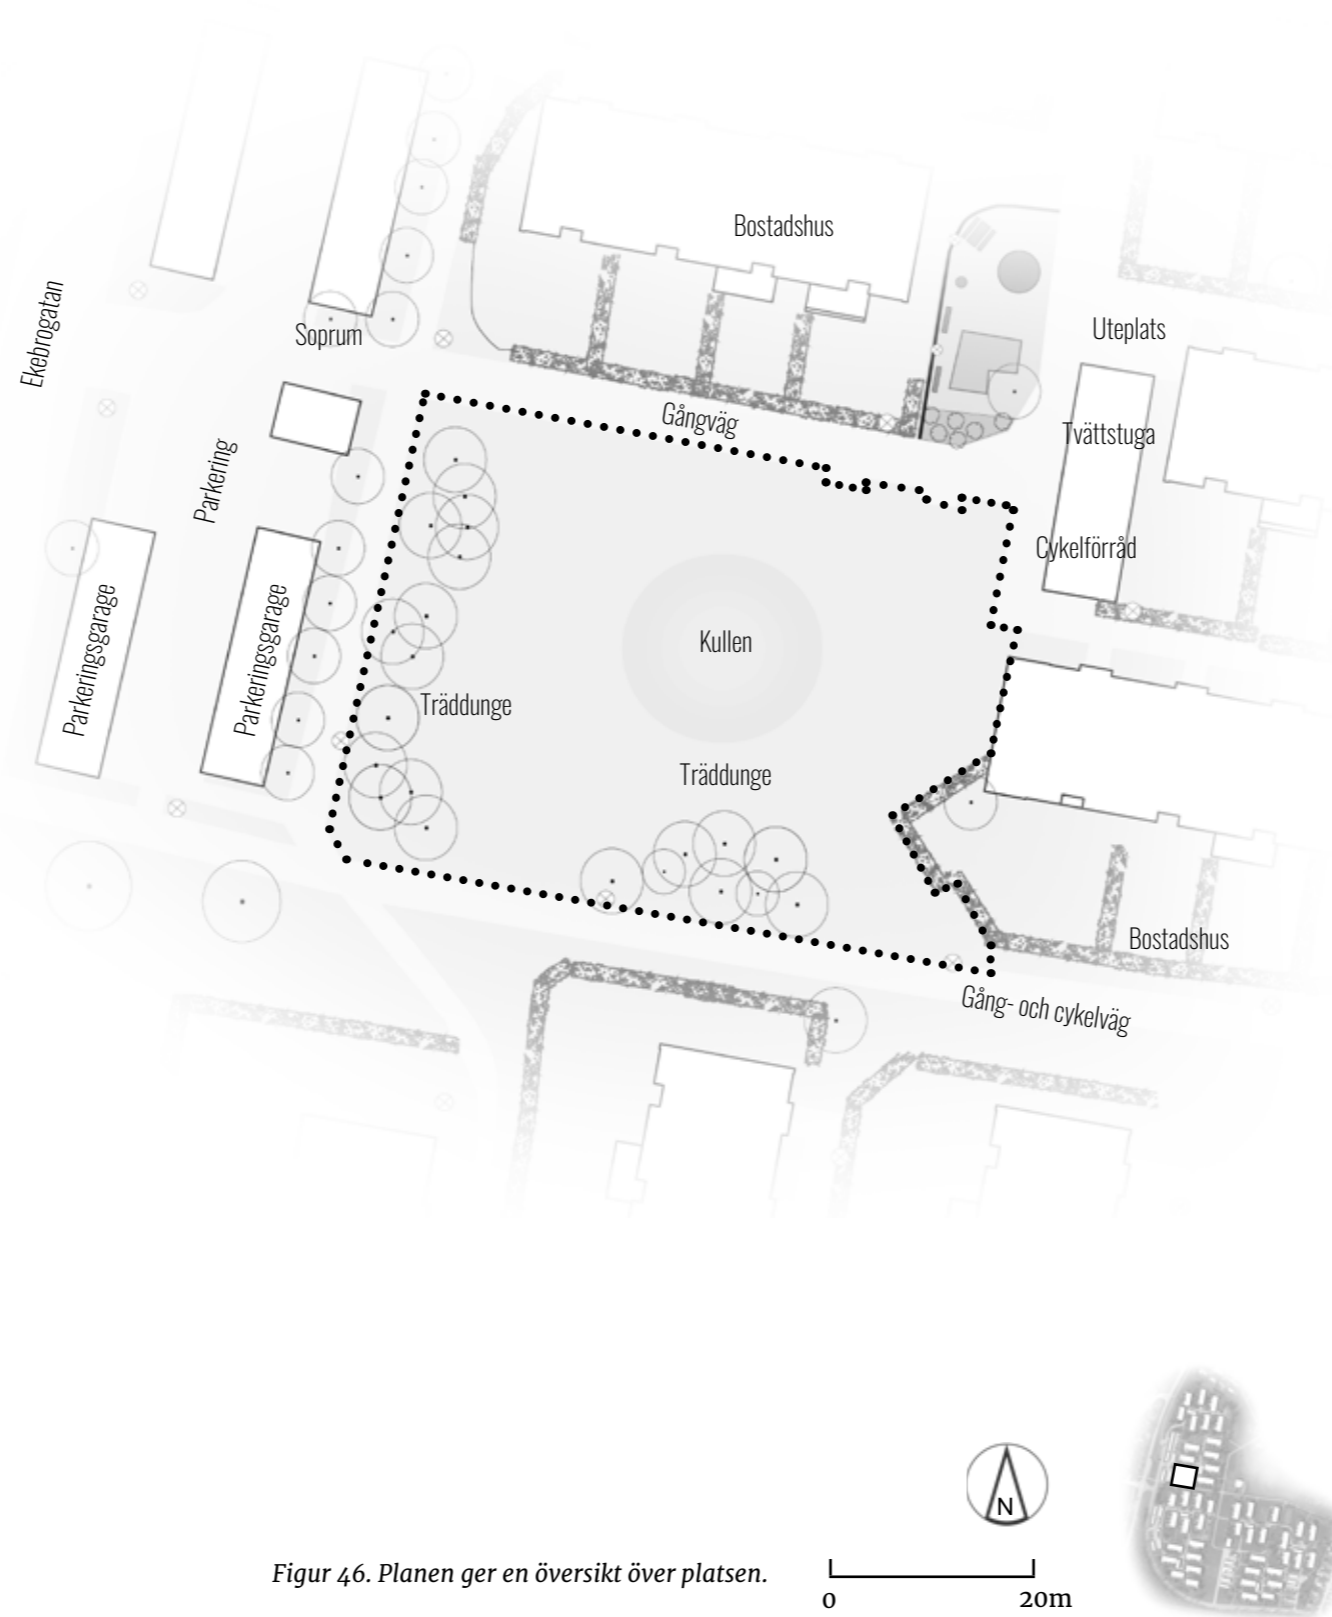 Bostadshus
Ekebrogatan
Soprum
Uteplats
Gångväg
Tvättstuga
Parkering
Cykelförråd
Parkeringsgarage
Parkeringsgarage
Kullen
Träddunge
Träddunge
Bostadshus
Gång- och cykelväg
N
Figur 46. Planen ger en översikt över platsen.
0 20m